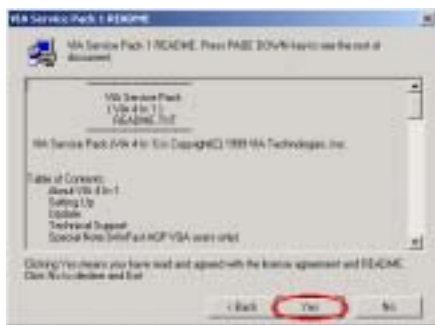 VIA Service Pack 1 README
VIA Service Pack 1 README. Press PAGE DOWN key to see the rest of
document.
VIA Service Pack
(VIA 4 In 1)
README.TXT
VIA Service Pack (VIA 4 In 1) is Copyright(C) 1999 VIA Technologies, Inc.
Table of Contents:
About VIA 4 In 1
Setting Up
Update
Technical Support
Special Note (WinFast AGP VGA users only)
Clicking Yes means you have read and agreed with the license agreement and README.
Click No to decline and Exit
< Back
Yes
No